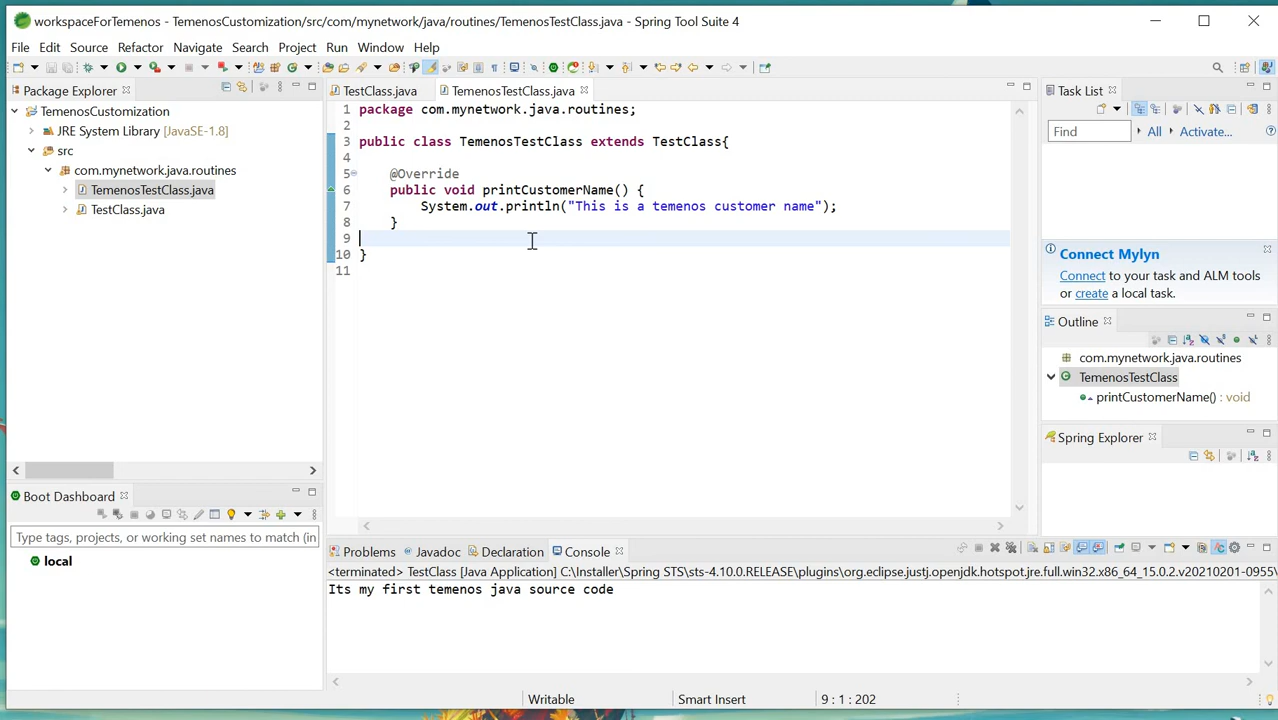 workspaceForTemenos - TemenosCustomization/src/com/mynetwork/java/routines/TemenosTestClass.java - Spring Tool Suite 4
File Edit Source Refactor Navigate Search Project Run Window Help
Package Explorer
TemenosCustomization
JRE System Library [JavaSE-1.8]
src
com.mynetwork.java.routines
TemenosTestClass.java
TestClass.java
Boot Dashboard
Type tags, projects, or working set names to match (in
local
TestClass.java
TemenosTestClass.java
1 package com.mynetwork.java.routines;
2
3 public class TemenosTestClass extends TestClass{
4
5 @Override
6 public void printCustomerName() {
7 System.out.println("This is a temenos customer name");
8 }
9
10 }
11
Problems Javadoc Declaration Console
<terminated> TestClass [Java Application] C:\Installer\Spring STS\sts-4.10.0.RELEASE\plugins\org.eclipse.justj.openjdk.hotspot.jre.full.win32.x86_64_15.0.2.v20210201-0955\
Its my first temenos java source code
Task List
Find All Activate...
Connect Mylyn
Connect to your task and ALM tools
or create a local task.
Outline
com.mynetwork.java.routines
TemenosTestClass
printCustomerName() : void
Spring Explorer
Writable Smart Insert 9 : 1 : 202